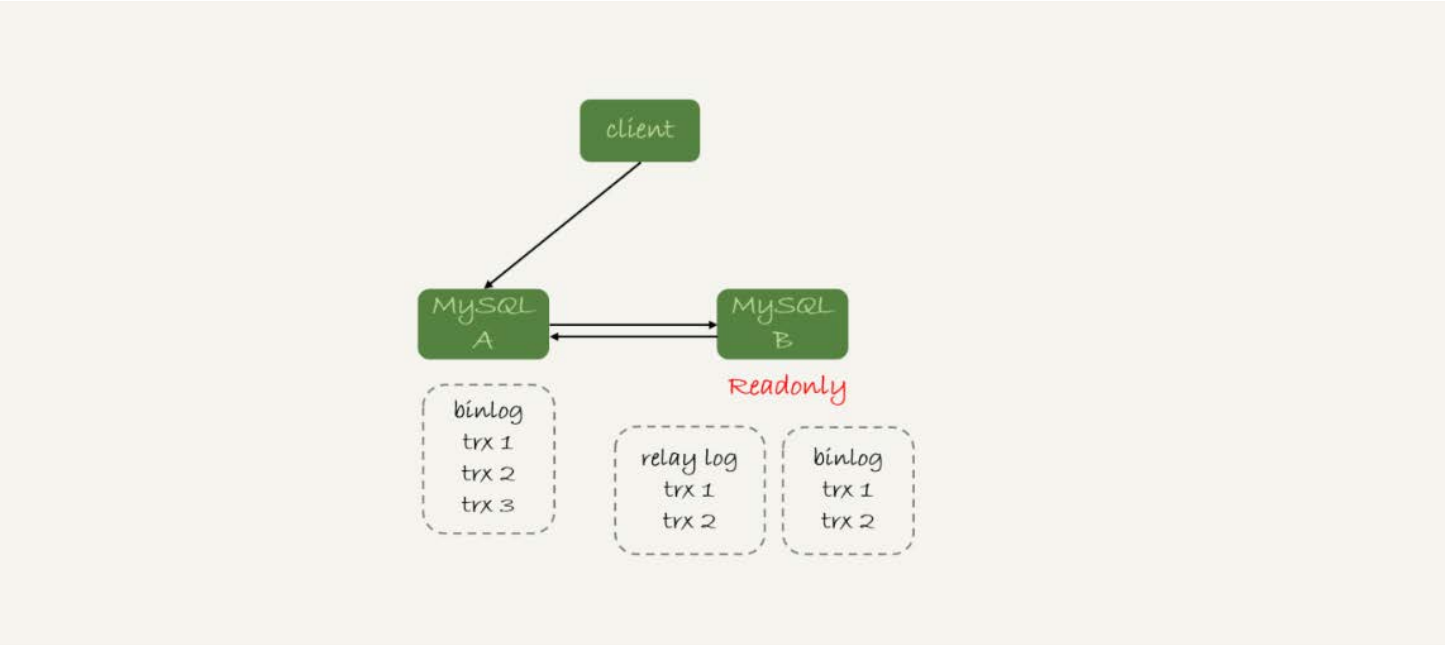 client
MySQL
A
MySQL
B
Readonly
binlog
trx 1
trx 2
trx 3
relay log
trx 1
trx 2
binlog
trx 1
trx 2